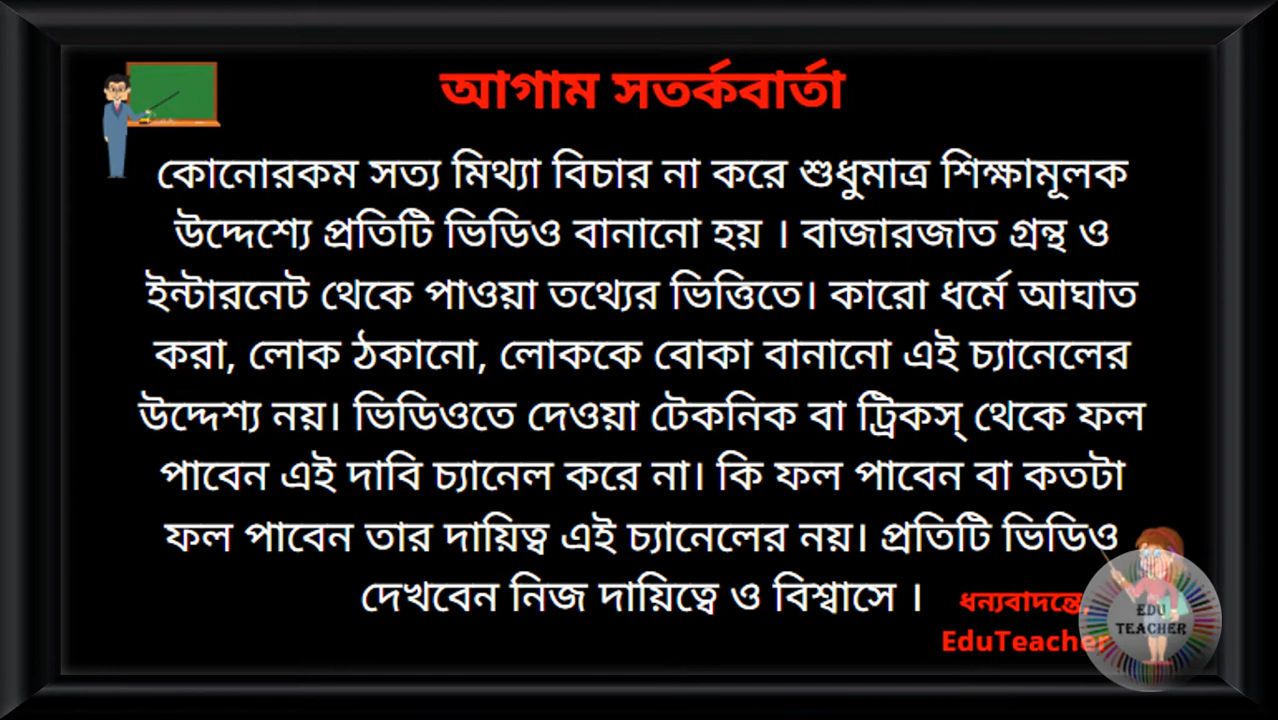 আগাম সতর্কবার্তা
কোনোরকম সত্য মিথ্যা বিচার না করে শুধুমাত্র শিক্ষামূলক
উদ্দেশ্যে প্রতিটি ভিডিও বানানো হয় । বাজারজাত গ্রন্থ ও
ইন্টারনেট থেকে পাওয়া তথ্যের ভিত্তিতে। কারো ধর্মে আঘাত
করা, লোক ঠকানো, লোককে বোকা বানানো এই চ্যানেলের
উদ্দেশ্য নয়। ভিডিওতে দেওয়া টেকনিক বা ট্রিকস্ থেকে ফল
পাবেন এই দাবি চ্যানেল করে না। কি ফল পাবেন বা কতটা
ফল পাবেন তার দায়িত্ব এই চ্যানেলের নয়। প্রতিটি ভিডিও
দেখবেন নিজ দায়িত্বে ও বিশ্বাসে ।
ধন্যবাদন্তে,
EduTeacher
EDU
TEACHER